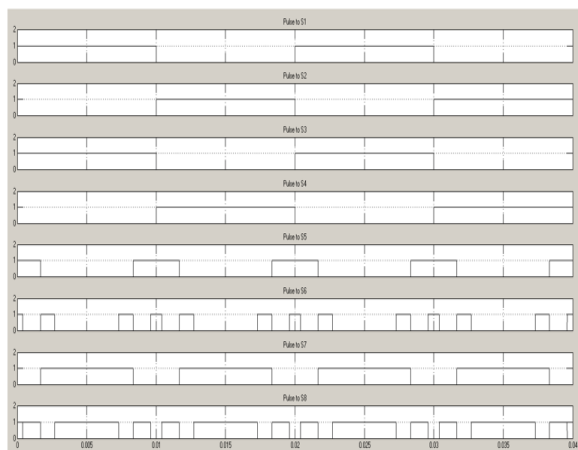 Pulse to S1
2
1
0
Pulse to S2
2
1
0
Pulse to S3
2
1
0
Pulse to S4
2
1
0
Pulse to S5
2
1
0
Pulse to S6
2
1
0
Pulse to S7
2
1
0
Pulse to S8
2
1
0
0 0.005 0.01 0.015 0.02 0.025 0.03 0.035 0.04